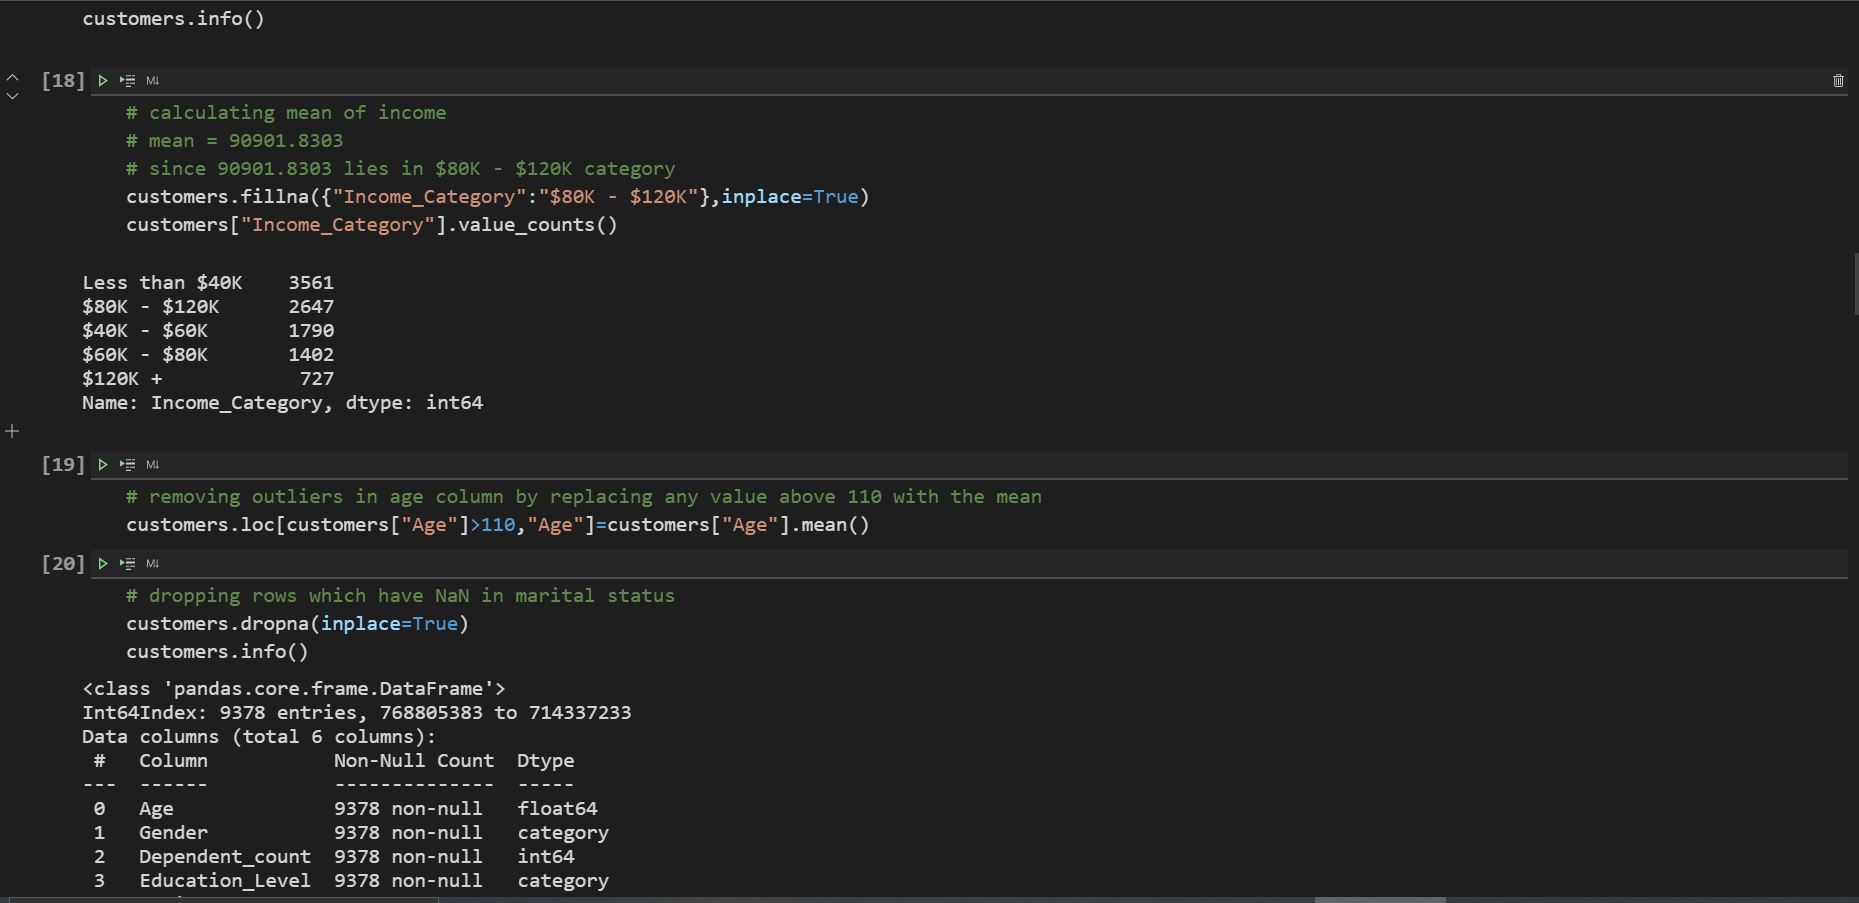 customers.info()
[18]
M↓
# calculating mean of income
# mean = 90901.8303
# since 90901.8303 lies in $80K - $120K category
customers.fillna({"Income_Category":"$80K - $120K"},inplace=True)
customers["Income_Category"].value_counts()
Less than $40K    3561
$80K - $120K      2647
$40K - $60K       1790
$60K - $80K       1402
$120K +            727
Name: Income_Category, dtype: int64
[19]
M↓
# removing outliers in age column by replacing any value above 110 with the mean
customers.loc[customers["Age"]>110,"Age"]=customers["Age"].mean()
[20]
M↓
# dropping rows which have NaN in marital status
customers.dropna(inplace=True)
customers.info()
<class 'pandas.core.frame.DataFrame'>
Int64Index: 9378 entries, 768805383 to 714337233
Data columns (total 6 columns):
 #   Column           Non-Null Count  Dtype
---  ------           --------------  -----
 0   Age              9378 non-null   float64
 1   Gender           9378 non-null   category
 2   Dependent_count  9378 non-null   int64
 3   Education_Level  9378 non-null   category